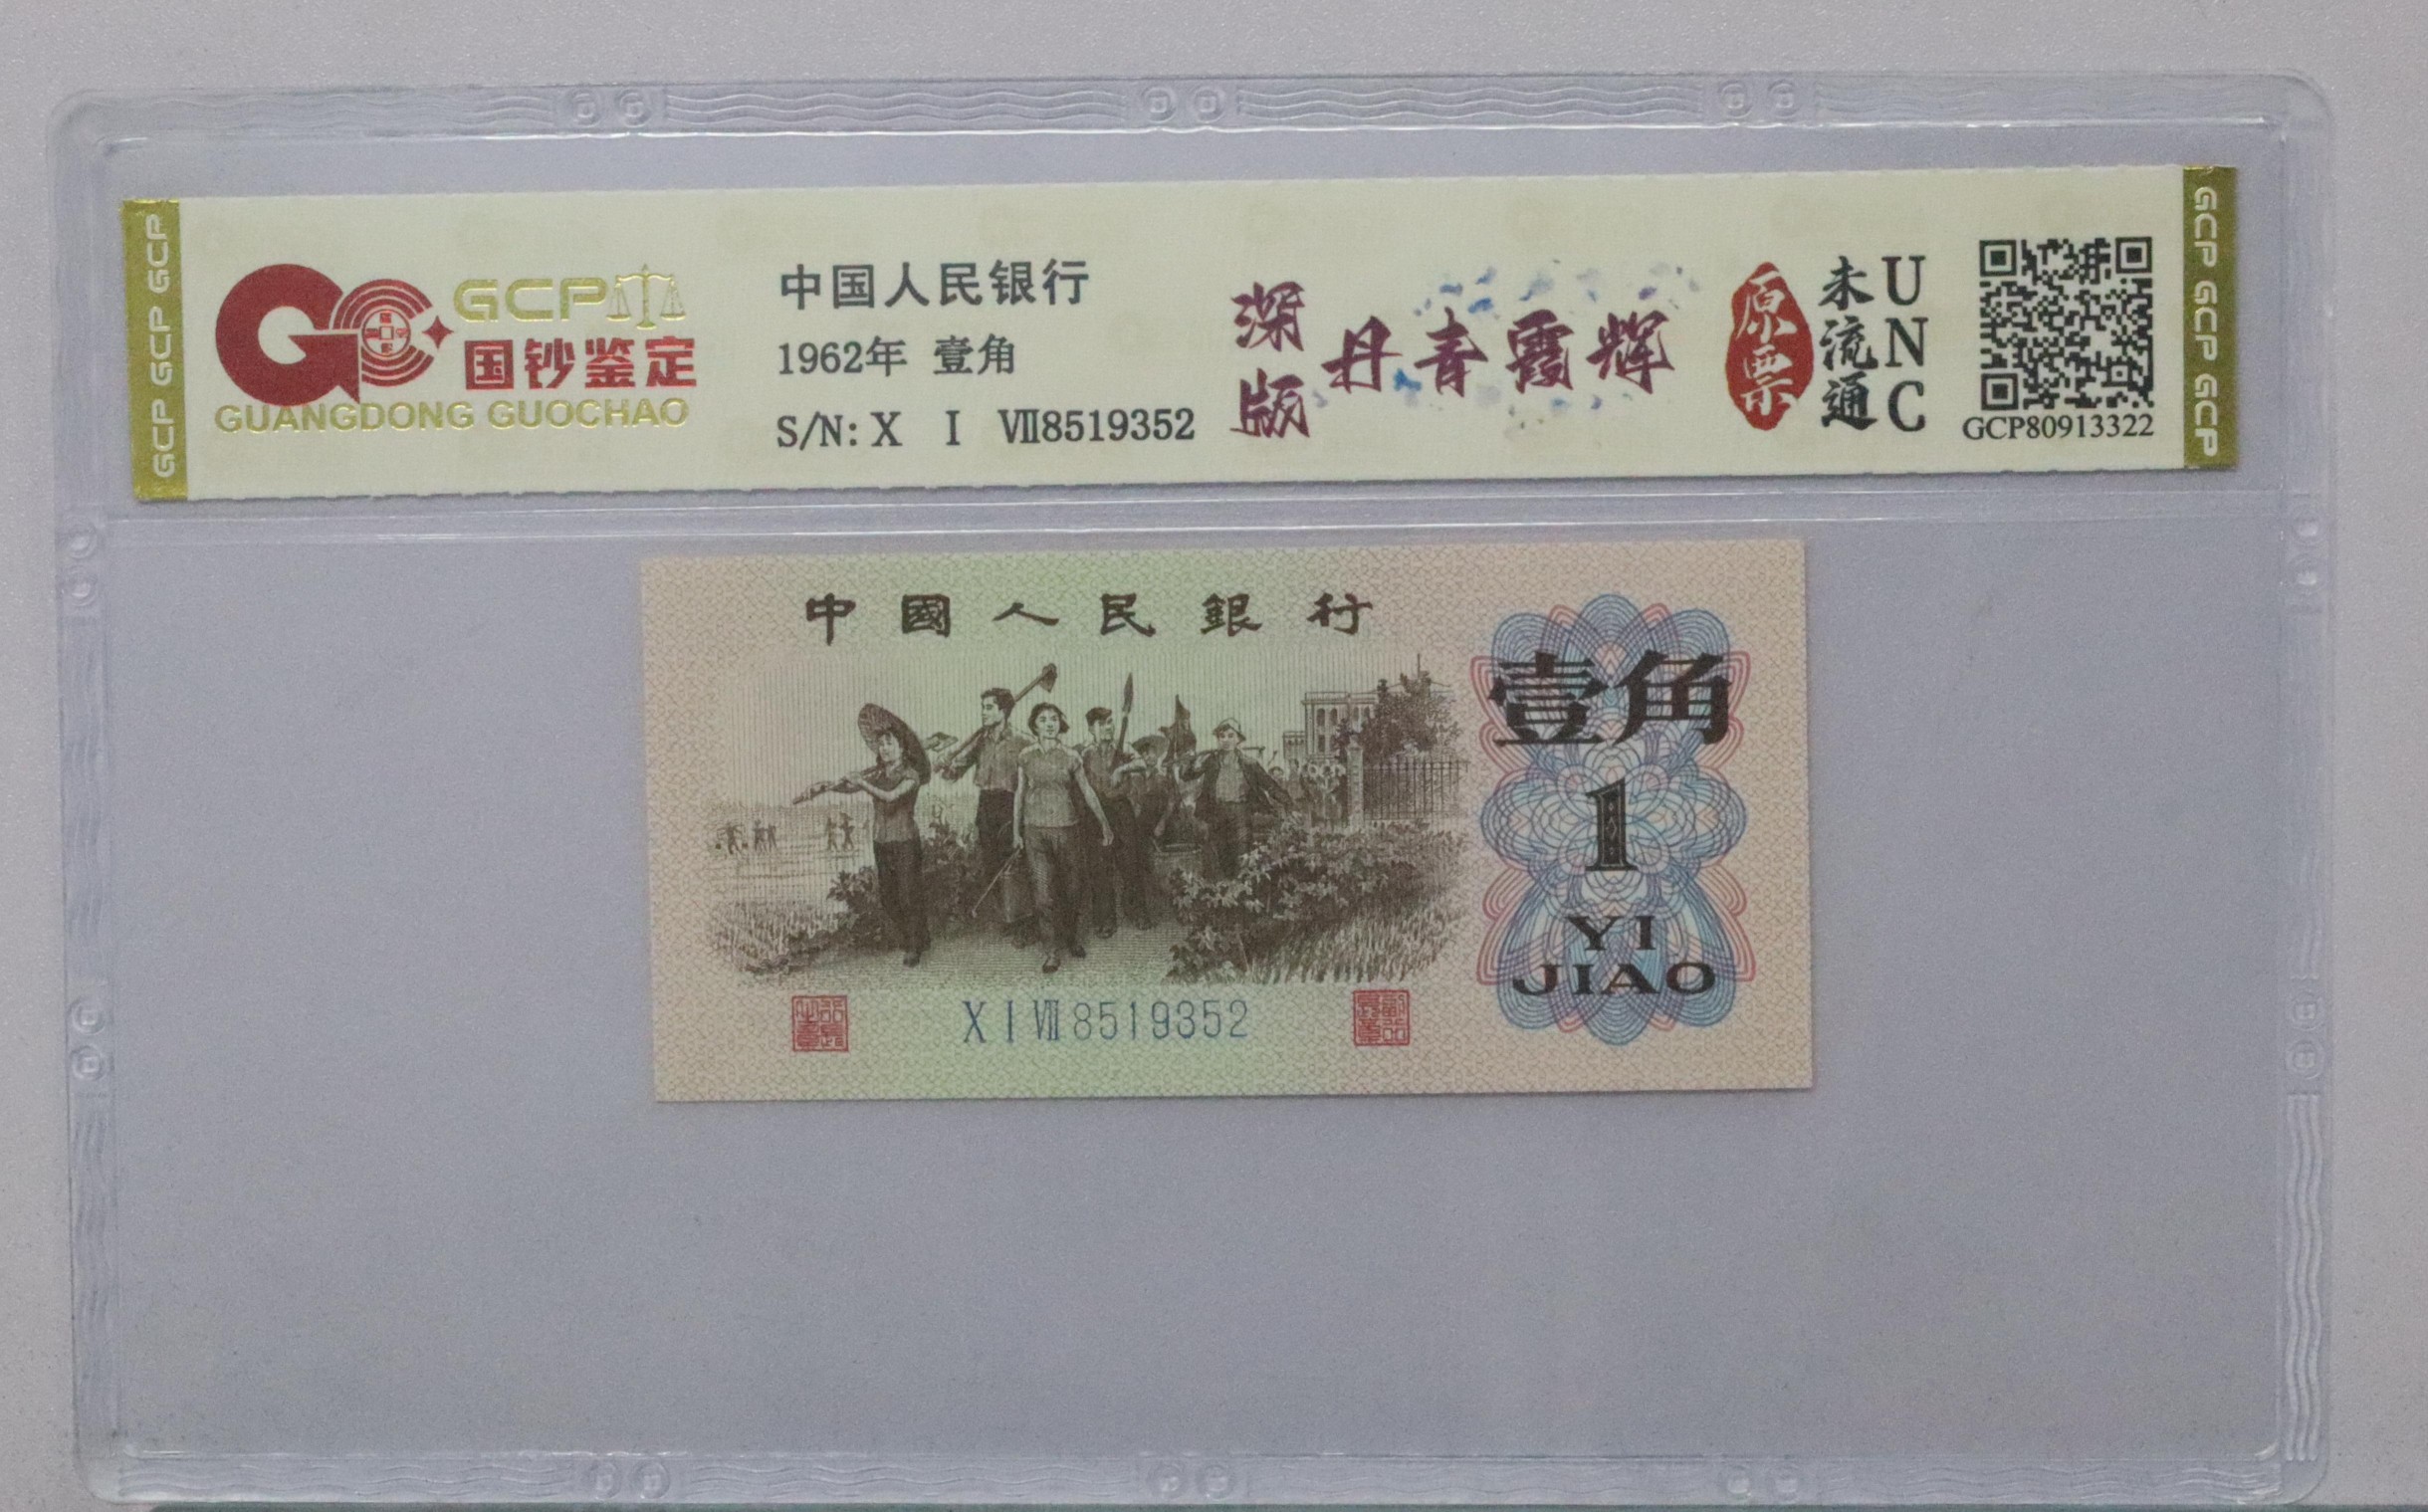 GCP GCP GCP
GCP
国钞鉴定
GUANGDONG GUOCHAO
中国人民银行
1962年 壹角
S/N: X I Ⅶ8519352
深版
丹青霞辉
原票
未流通
UNC
GCP80913322
GCP GCP GCP
中國人民銀行
壹角
1
YI
JIAO
X I Ⅷ 8519352